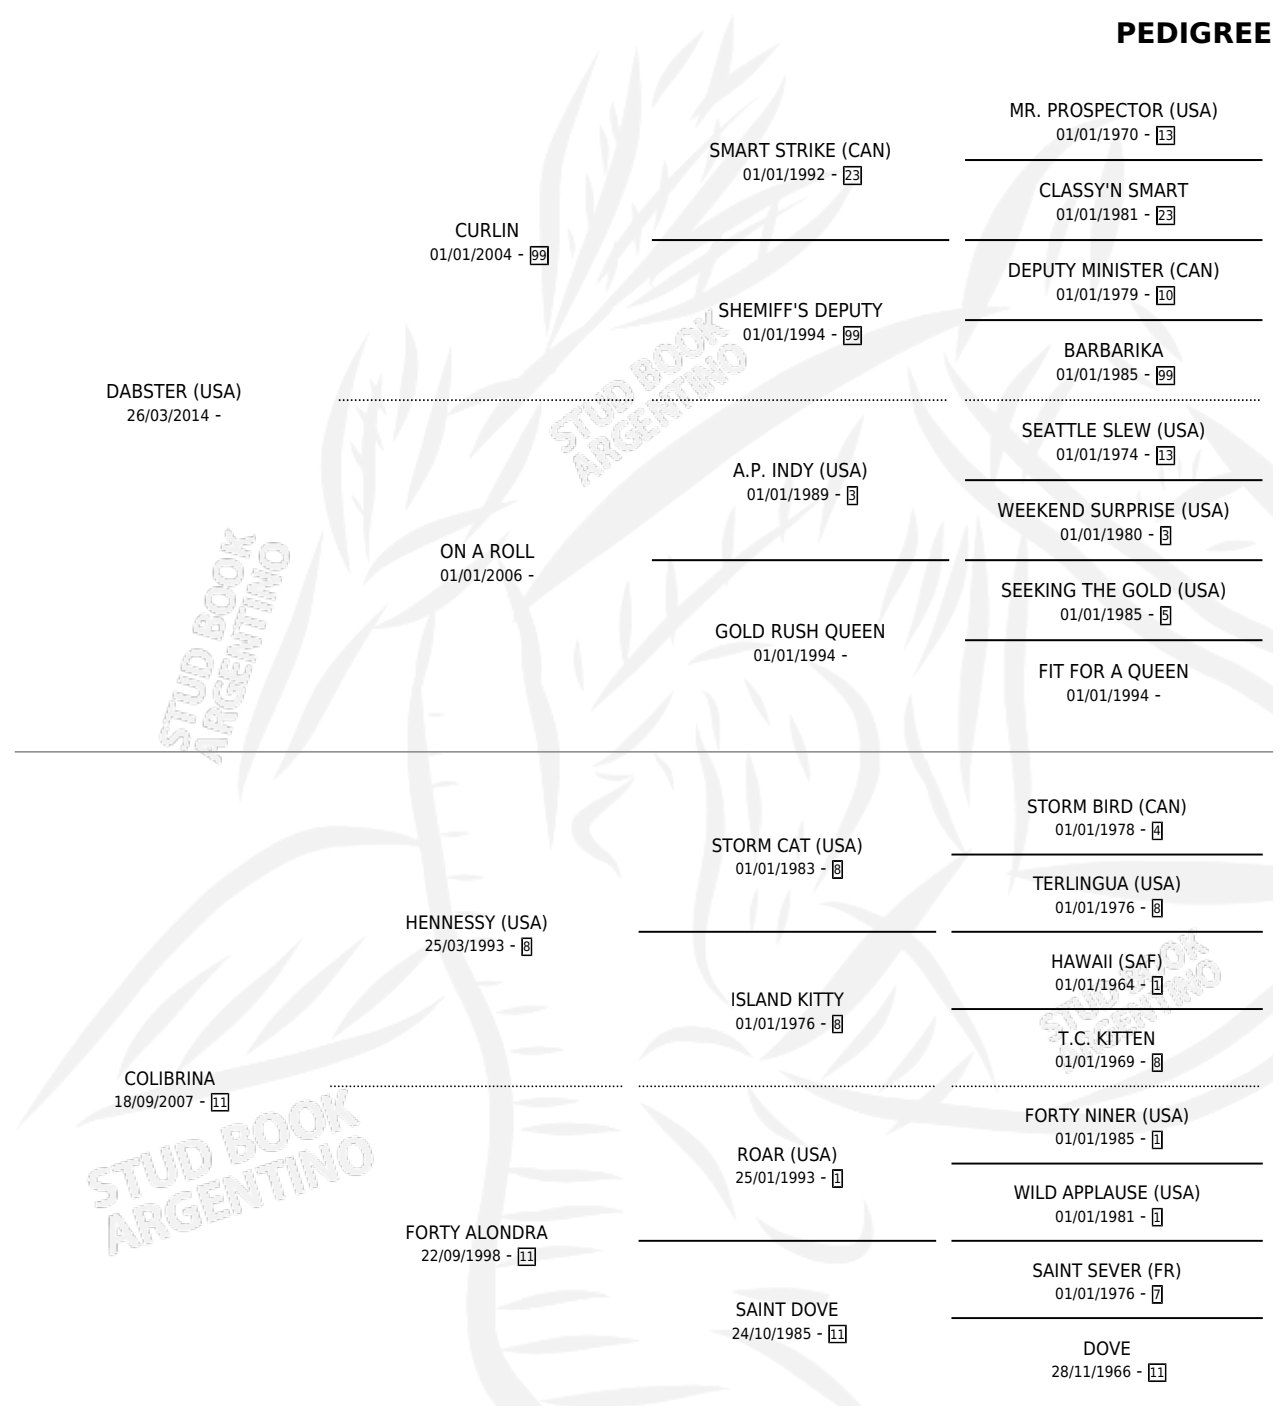 PEDIGREE
MR. PROSPECTOR (USA)
01/01/1970 - 13
SMART STRIKE (CAN)
01/01/1992 - 23
CLASSY'N SMART
01/01/1981 - 23
CURLIN
01/01/2004 - 99
DEPUTY MINISTER (CAN)
01/01/1979 - 10
SHEMIFF'S DEPUTY
01/01/1994 - 99
BARBARIKA
01/01/1985 - 99
DABSTER (USA)
26/03/2014 -
STUD BOOK
ARGENTINO
SEATTLE SLEW (USA)
01/01/1974 - 13
A.P. INDY (USA)
01/01/1989 - 3
WEEKEND SURPRISE (USA)
01/01/1980 - 3
ON A ROLL
01/01/2006 -
STUD BOOK
ARGENTINO
SEEKING THE GOLD (USA)
01/01/1985 - 5
GOLD RUSH QUEEN
01/01/1994 -
FIT FOR A QUEEN
01/01/1994 -
STORM BIRD (CAN)
01/01/1978 - 4
STORM CAT (USA)
01/01/1983 - 8
TERLINGUA (USA)
01/01/1976 - 8
HENNESSY (USA)
25/03/1993 - 8
HAWAII (SAF)
01/01/1964 - 1
STUD BOOK
ARGENTINO
ISLAND KITTY
01/01/1976 - 8
T.C. KITTEN
01/01/1969 - 8
COLIBRINA
18/09/2007 - 11
STUD BOOK
ARGENTINO
FORTY NINER (USA)
01/01/1985 - 1
ROAR (USA)
25/01/1993 - 1
WILD APPLAUSE (USA)
01/01/1981 - 1
FORTY ALONDRA
22/09/1998 - 11
SAINT SEVER (FR)
01/01/1976 - 7
SAINT DOVE
24/10/1985 - 11
DOVE
28/11/1966 - 11